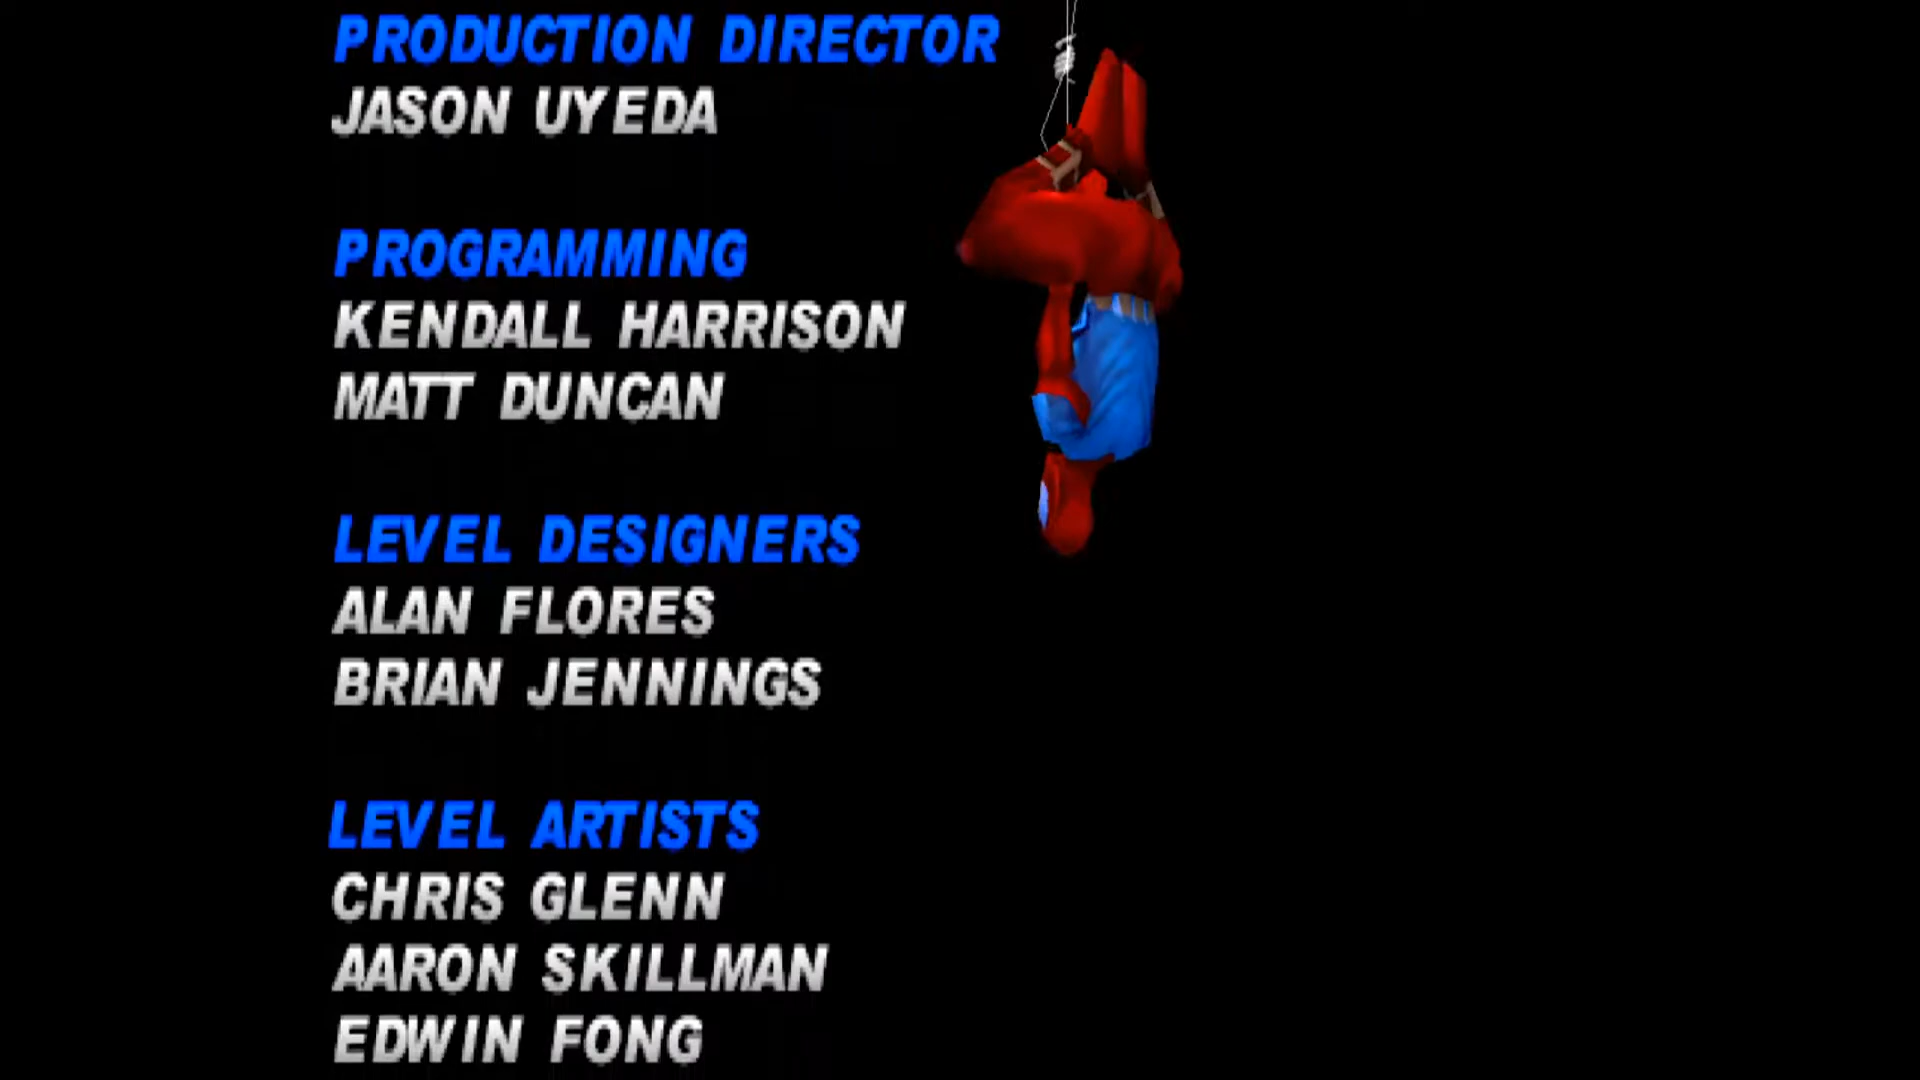 PRODUCTION DIRECTOR
JASON UYEDA
PROGRAMMING
KENDALL HARRISON
MATT DUNCAN
LEVEL DESIGNERS
ALAN FLORES
BRIAN JENNINGS
LEVEL ARTISTS
CHRIS GLENN
AARON SKILLMAN
EDWIN FONG